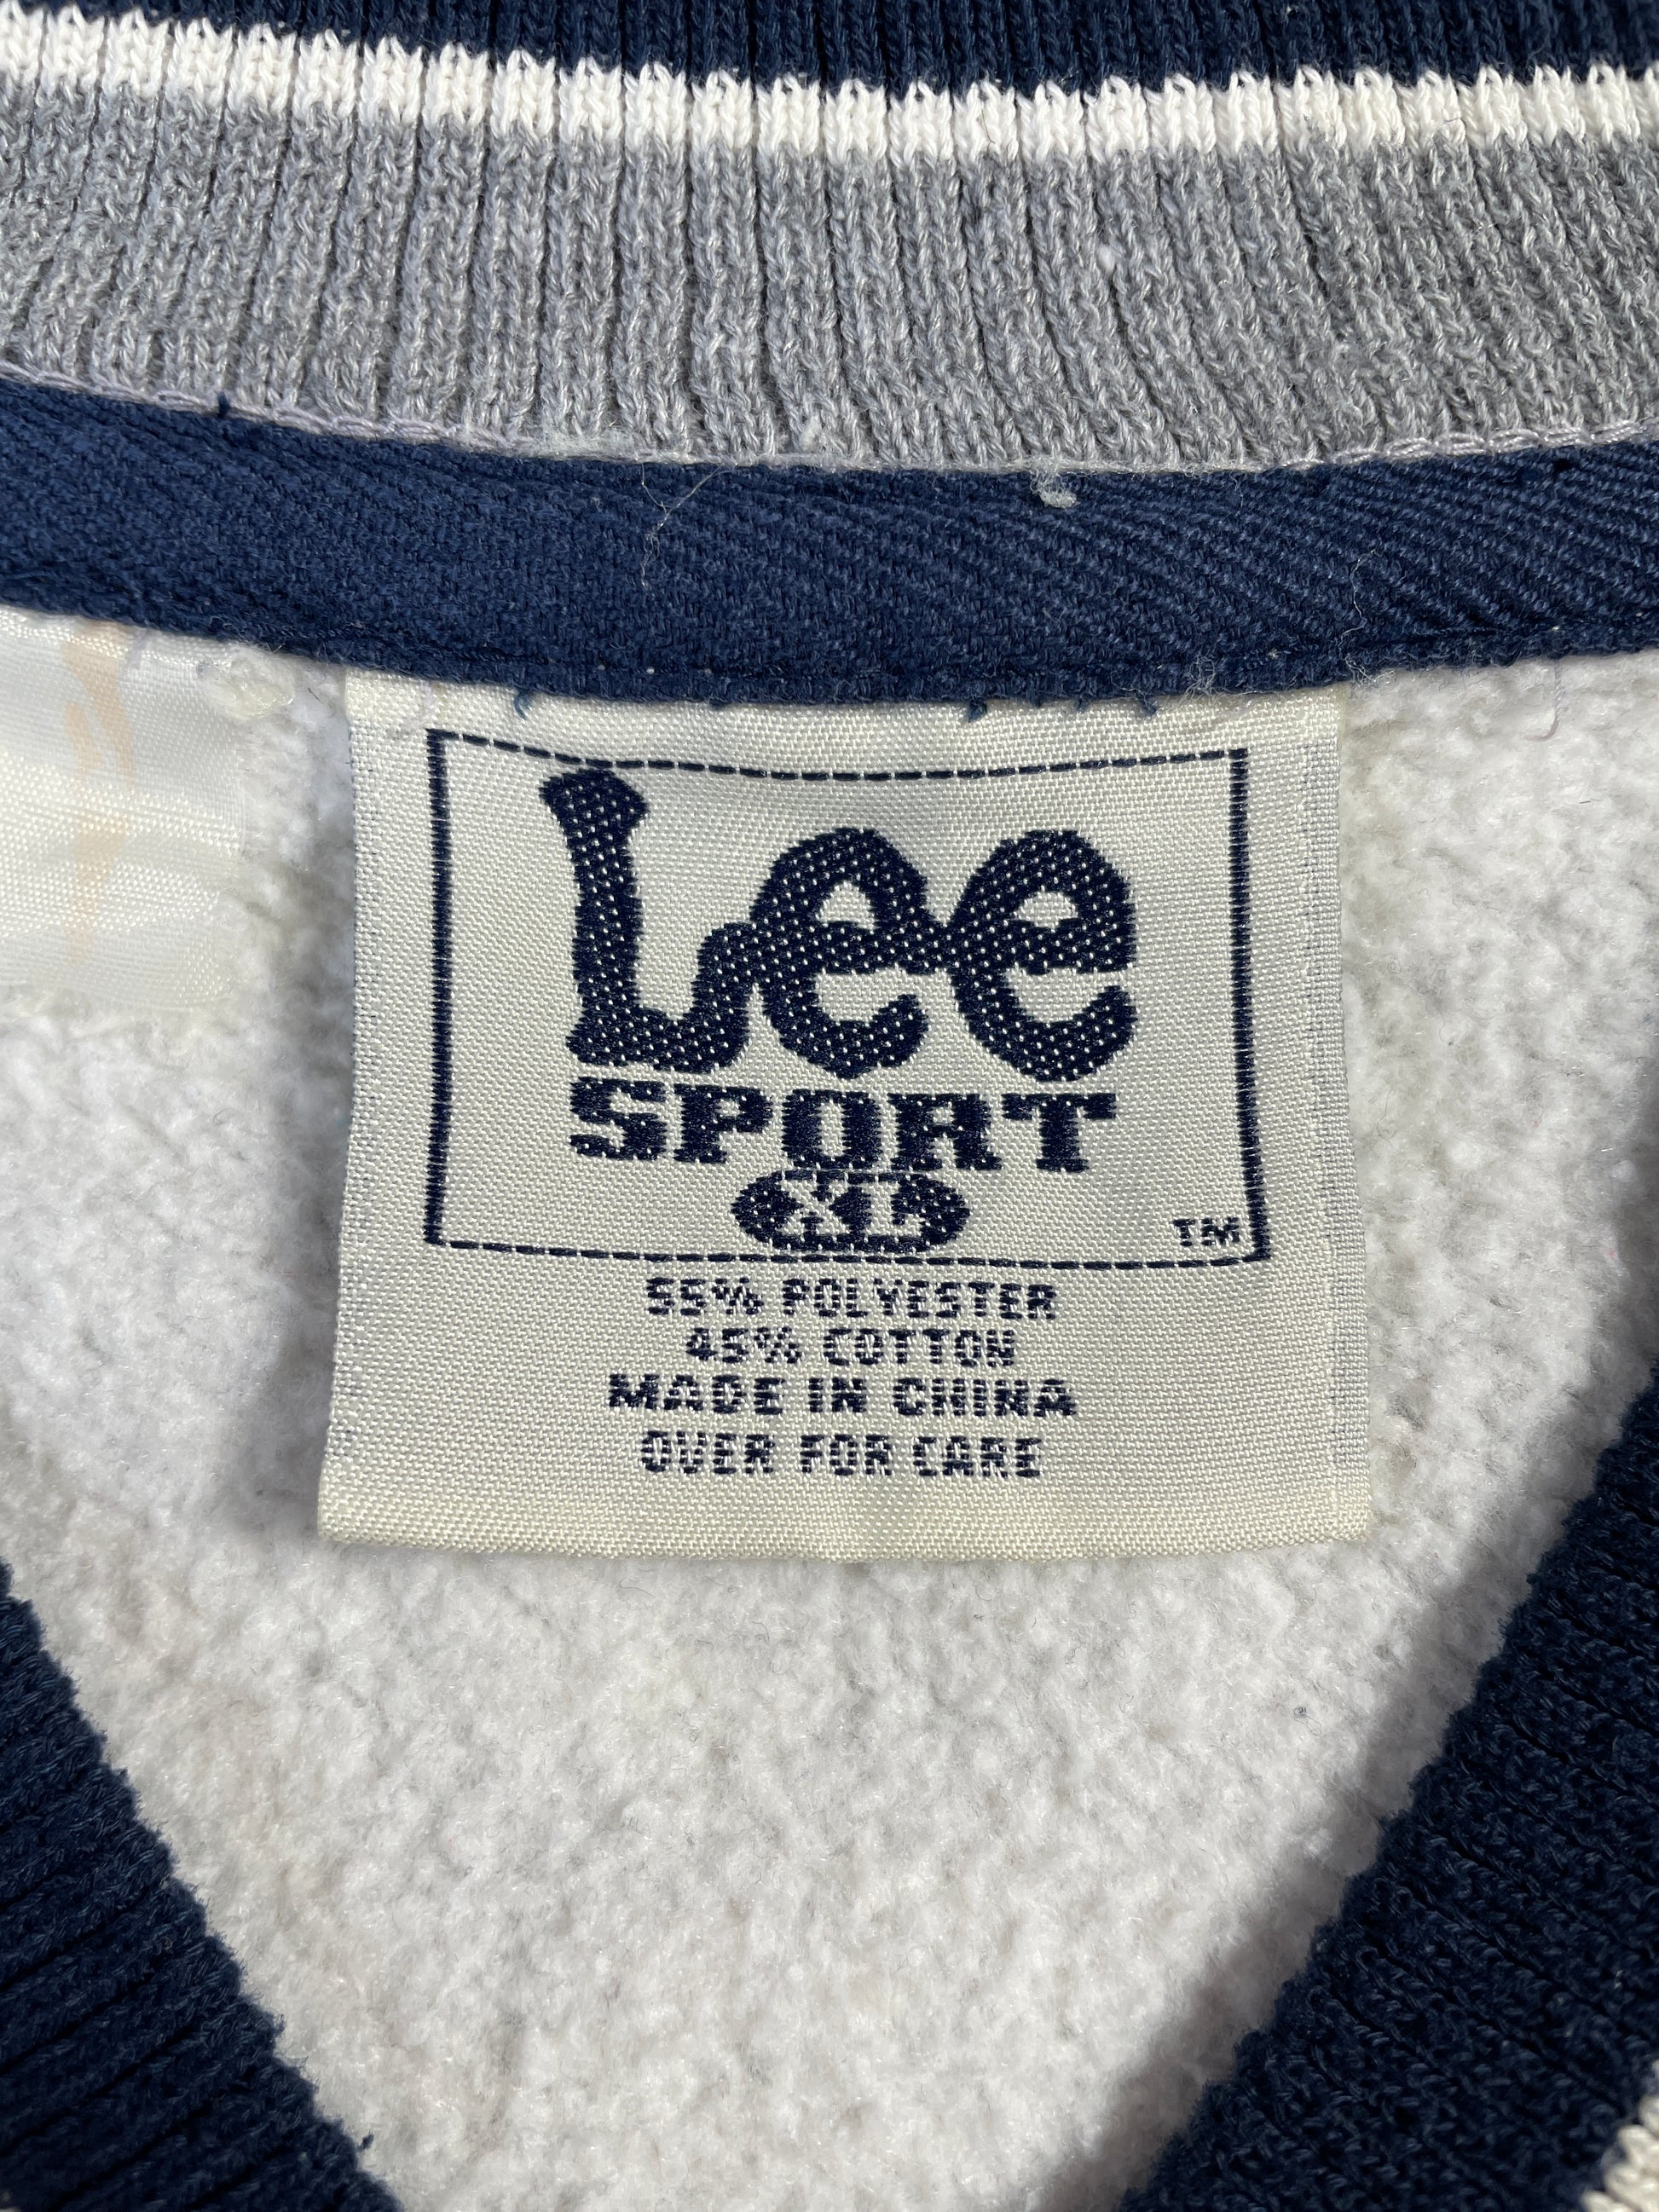 Lee
SPORT
XL
TM
55% POLYESTER
45% COTTON
MADE IN CHINA
OVER FOR CARE